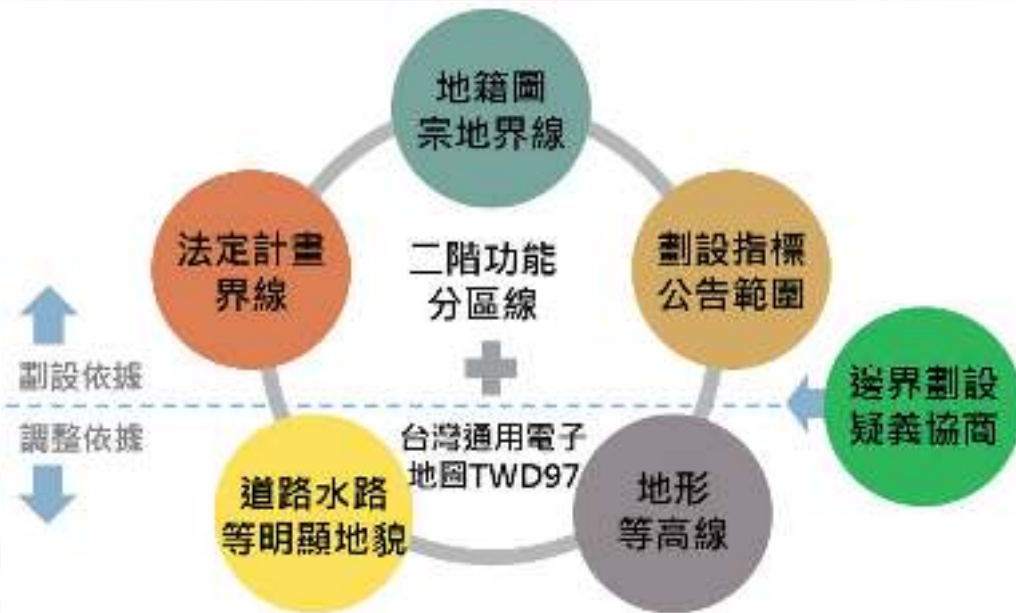 地籍圖
宗地界線
法定計畫
界線
二階功能
分區線
劃設指標
公告範圍
劃設依據
調整依據
邊界劃設
疑義協商
台灣通用電子
地圖TWD97
道路水路
等明顯地貌
地形
等高線